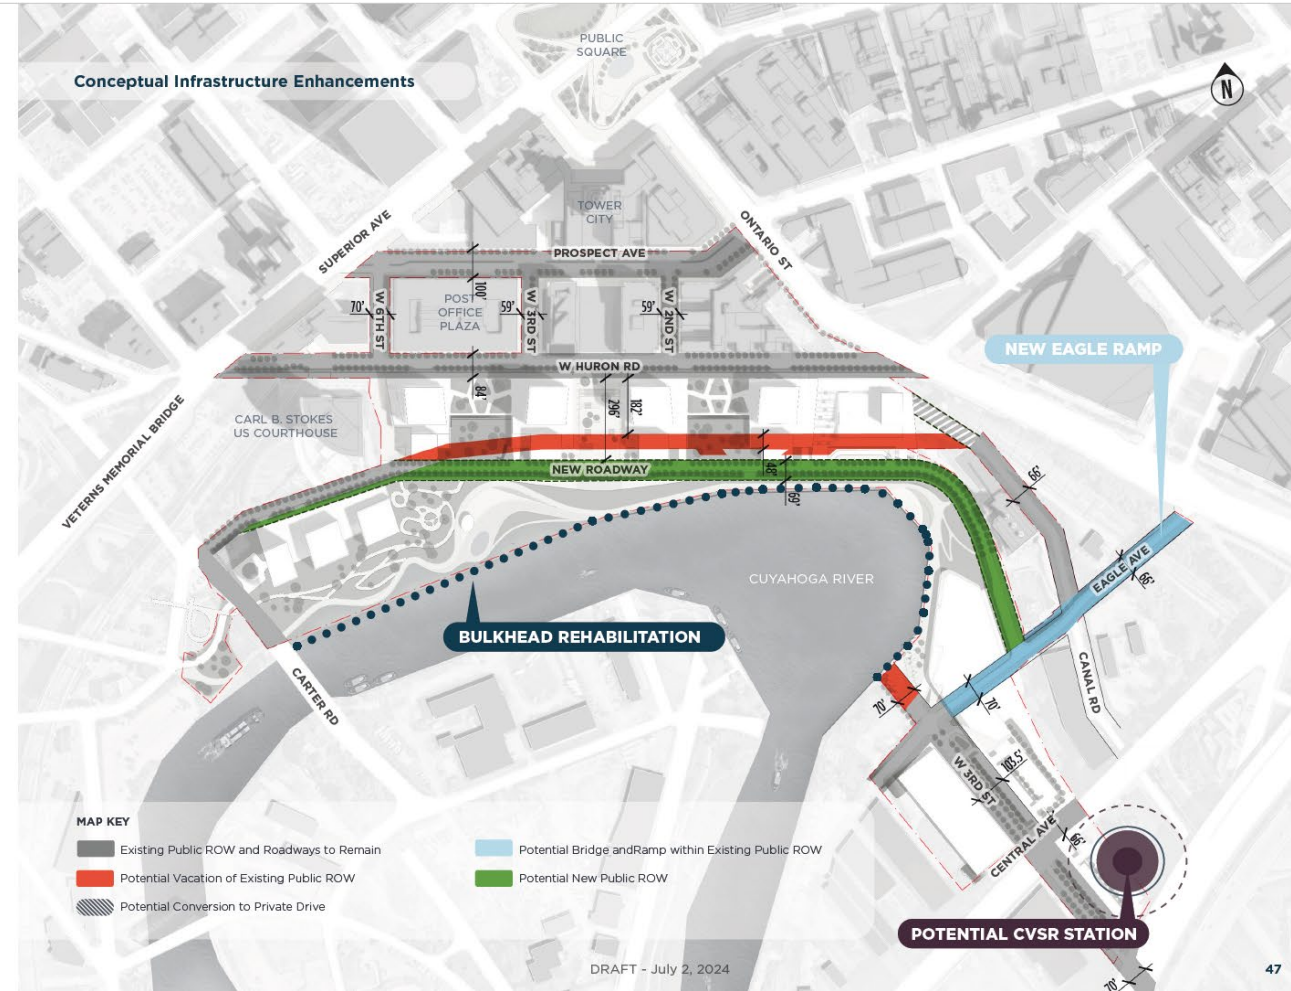 PUBLIC
SQUARE
Conceptual Infrastructure Enhancements
N
TOWER
CITY
SUPERIOR AVE
ONTARIO ST
PROSPECT AVE
100'
70'
W 6TH ST
POST
OFFICE
PLAZA
59'
W 3RD ST
59'
W 2ND ST
NEW EAGLE RAMP
W HURON RD
84'
296'
182'
CARL B. STOKES
US COURTHOUSE
VETERNS MEMORIAL BRIDGE
NEW ROADWAY
48'
69'
66'
CUYAHOGA RIVER
EAGLE AVE
66'
BULKHEAD REHABILITATION
CARTER RD
70'
70'
CANAL RD
W 3RD ST
103.5'
CENTRAL AVE
66'
MAP KEY
Existing Public ROW and Roadways to Remain
Potential Vacation of Existing Public ROW
Potential Conversion to Private Drive
Potential Bridge andRamp within Existing Public ROW
Potential New Public ROW
POTENTIAL CVSR STATION
70'
DRAFT - July 2, 2024
47